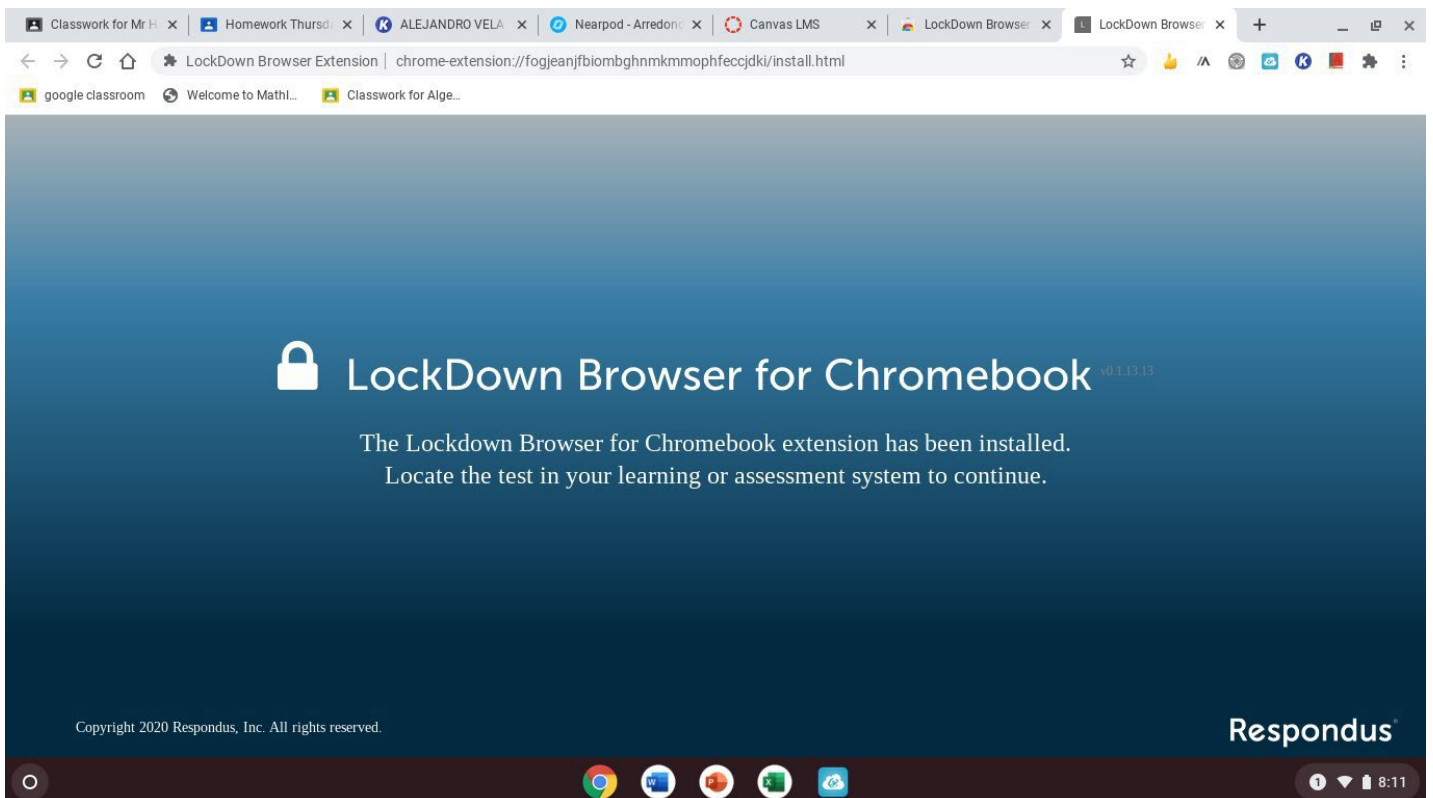 Classwork for Mr H
Homework Thursd
ALEJANDRO VELA
Nearpod - Arredond
Canvas LMS
LockDown Browser
LockDown Browser
LockDown Browser Extension | chrome-extension://fogjeanjfbiombghnmkmmophfeccjdki/install.html
google classroom
Welcome to MathI...
Classwork for Alge...
LockDown Browser for Chromebook v0.1.13.13
The Lockdown Browser for Chromebook extension has been installed.
Locate the test in your learning or assessment system to continue.
Copyright 2020 Respondus, Inc. All rights reserved.
Respondus®
1 8:11